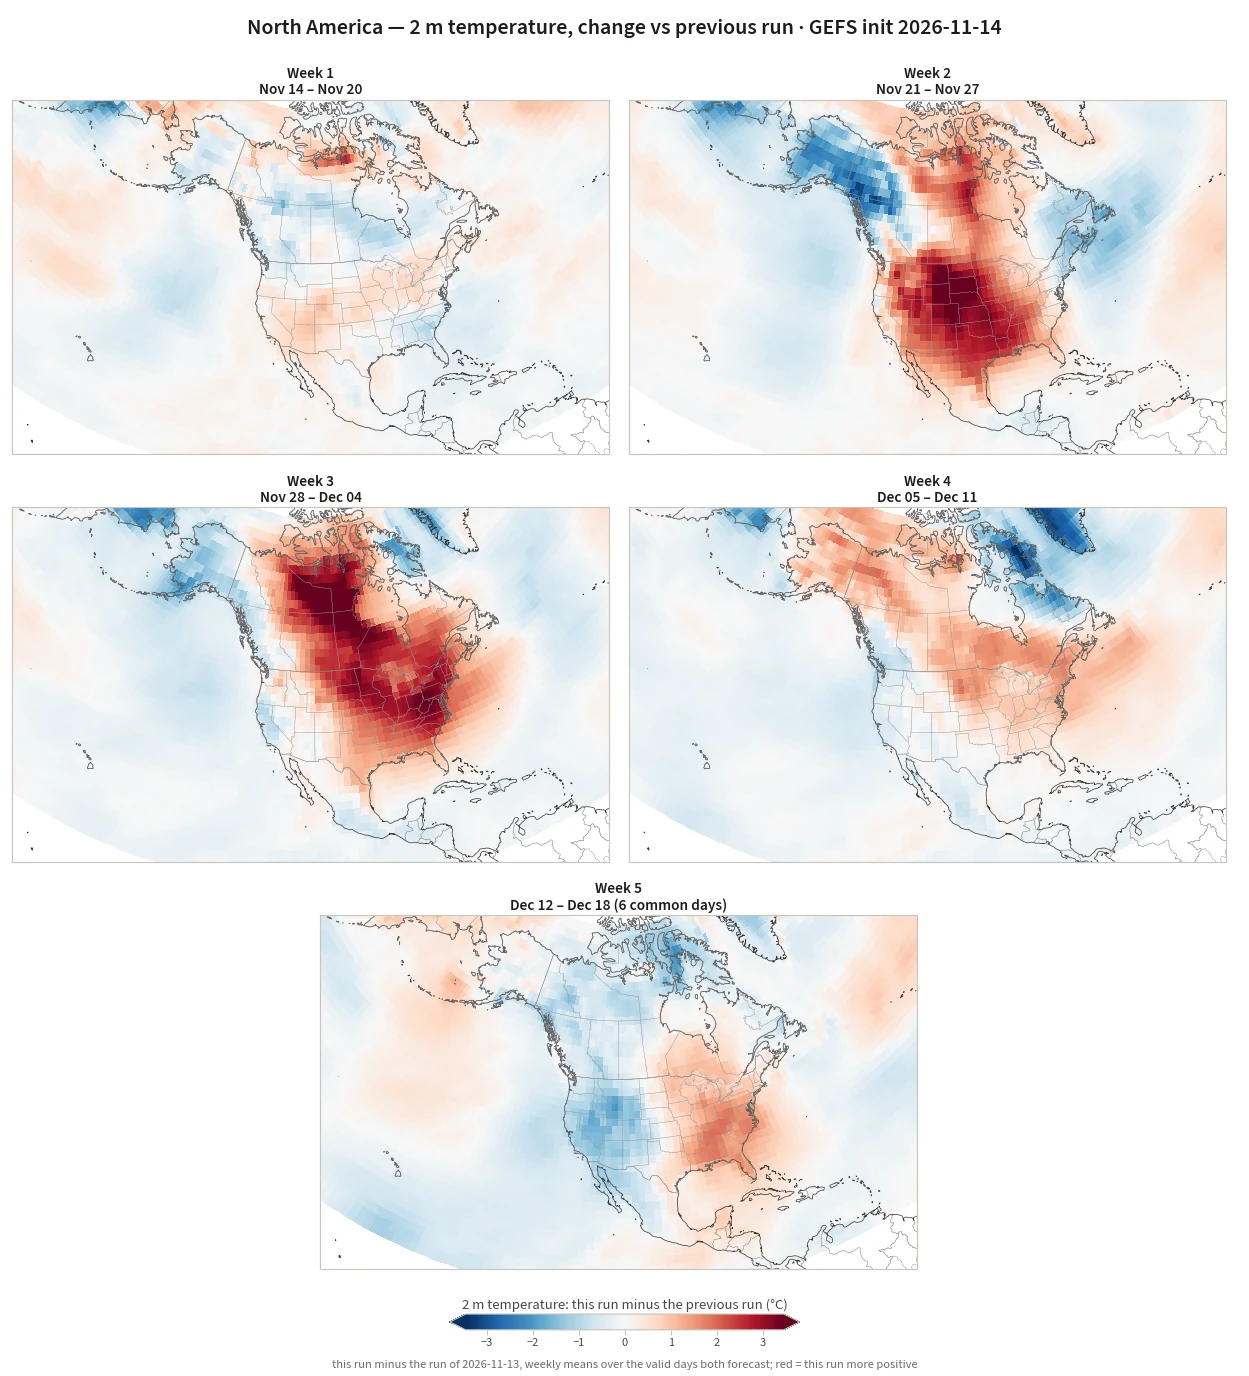 North America — 2 m temperature, change vs previous run · GEFS init 2026-11-14
Week 1
Nov 14 – Nov 20
Week 2
Nov 21 – Nov 27
Week 3
Nov 28 – Dec 04
Week 4
Dec 05 – Dec 11
Week 5
Dec 12 – Dec 18 (6 common days)
2 m temperature: this run minus the previous run (°C)
−3 −2 −1 0 1 2 3
this run minus the run of 2026-11-13, weekly means over the valid days both forecast; red = this run more positive